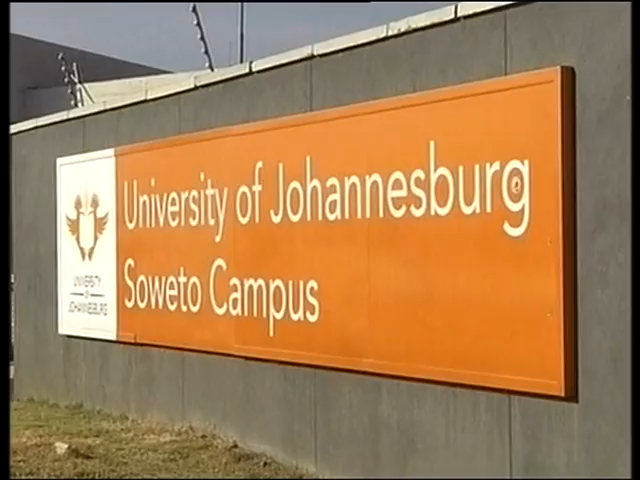 University of Johannesburg
Soweto Campus
UNIVERSITY
OF
JOHANNESBURG